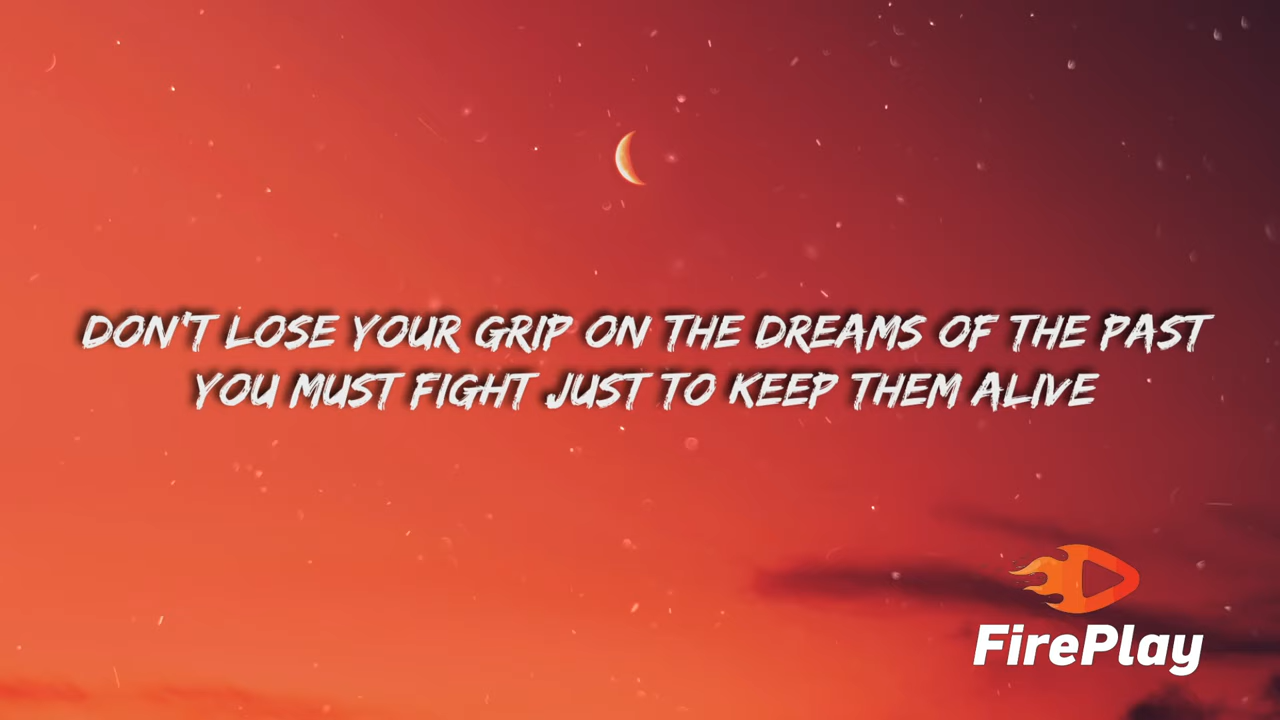 DON'T LOSE YOUR GRIP ON THE DREAMS OF THE PAST
YOU MUST FIGHT JUST TO KEEP THEM ALIVE
FirePlay